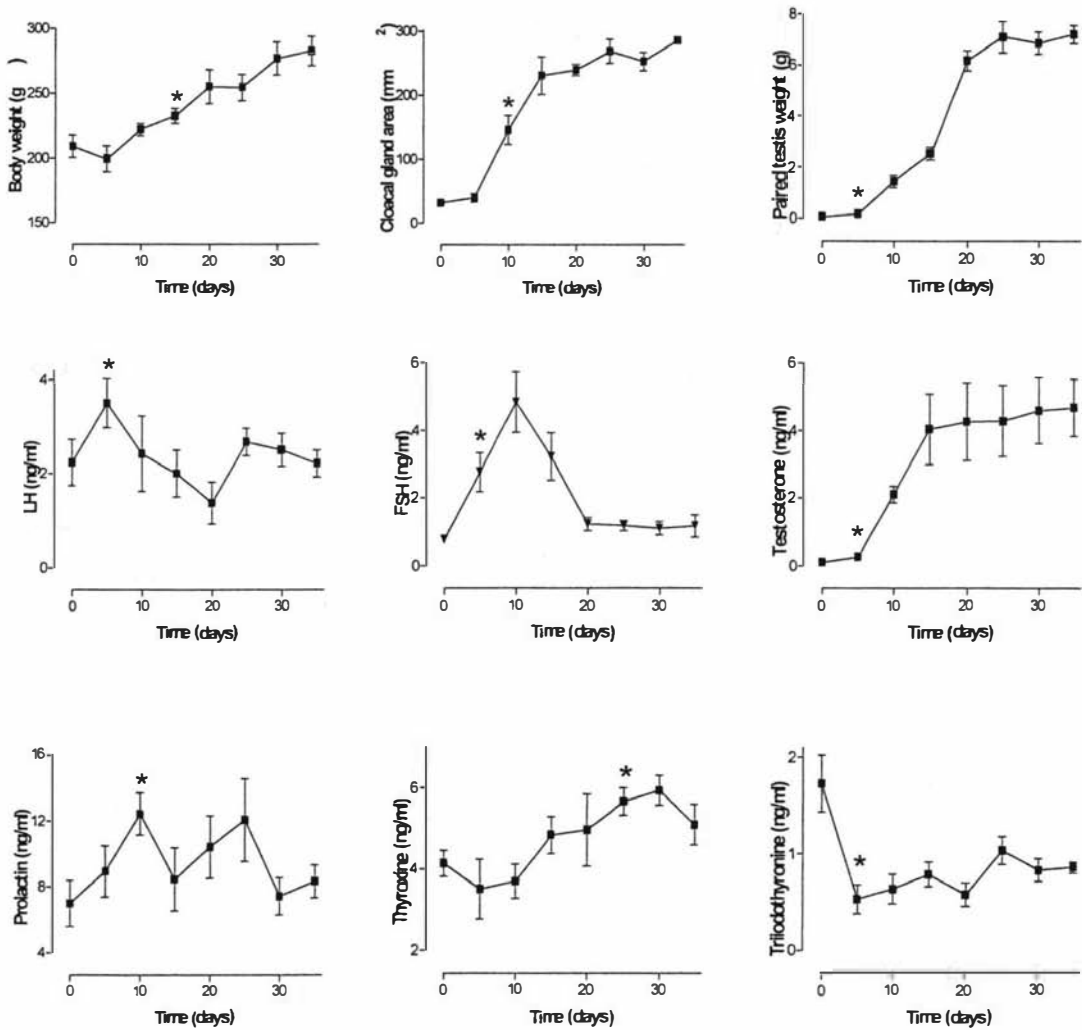 Body weight (g )
300
250
200
150
*
0 10 20 30
Time (days)
Cloacal gland area (mm 2)
300
200
100
0
*
0 10 20 30
Time (days)
Paired testis weight (g)
8
6
4
2
0
*
0 10 20 30
Time (days)
LH (ng/ml)
4
2
0
*
0 10 20 30
Time (days)
FSH (ng/ml)
6
4
2
0
*
0 10 20 30
Time (days)
Testosterone (ng/ml)
6
4
2
0
*
0 10 20 30
Time (days)
Prolactin (ng/ml)
16
12
8
4
*
0 10 20 30
Time (days)
Thyroxine (ng/ml)
6
4
2
*
0 10 20 30
Time (days)
Triiodothyronine (ng/ml)
2
1
0
*
0 10 20 30
Time (days)